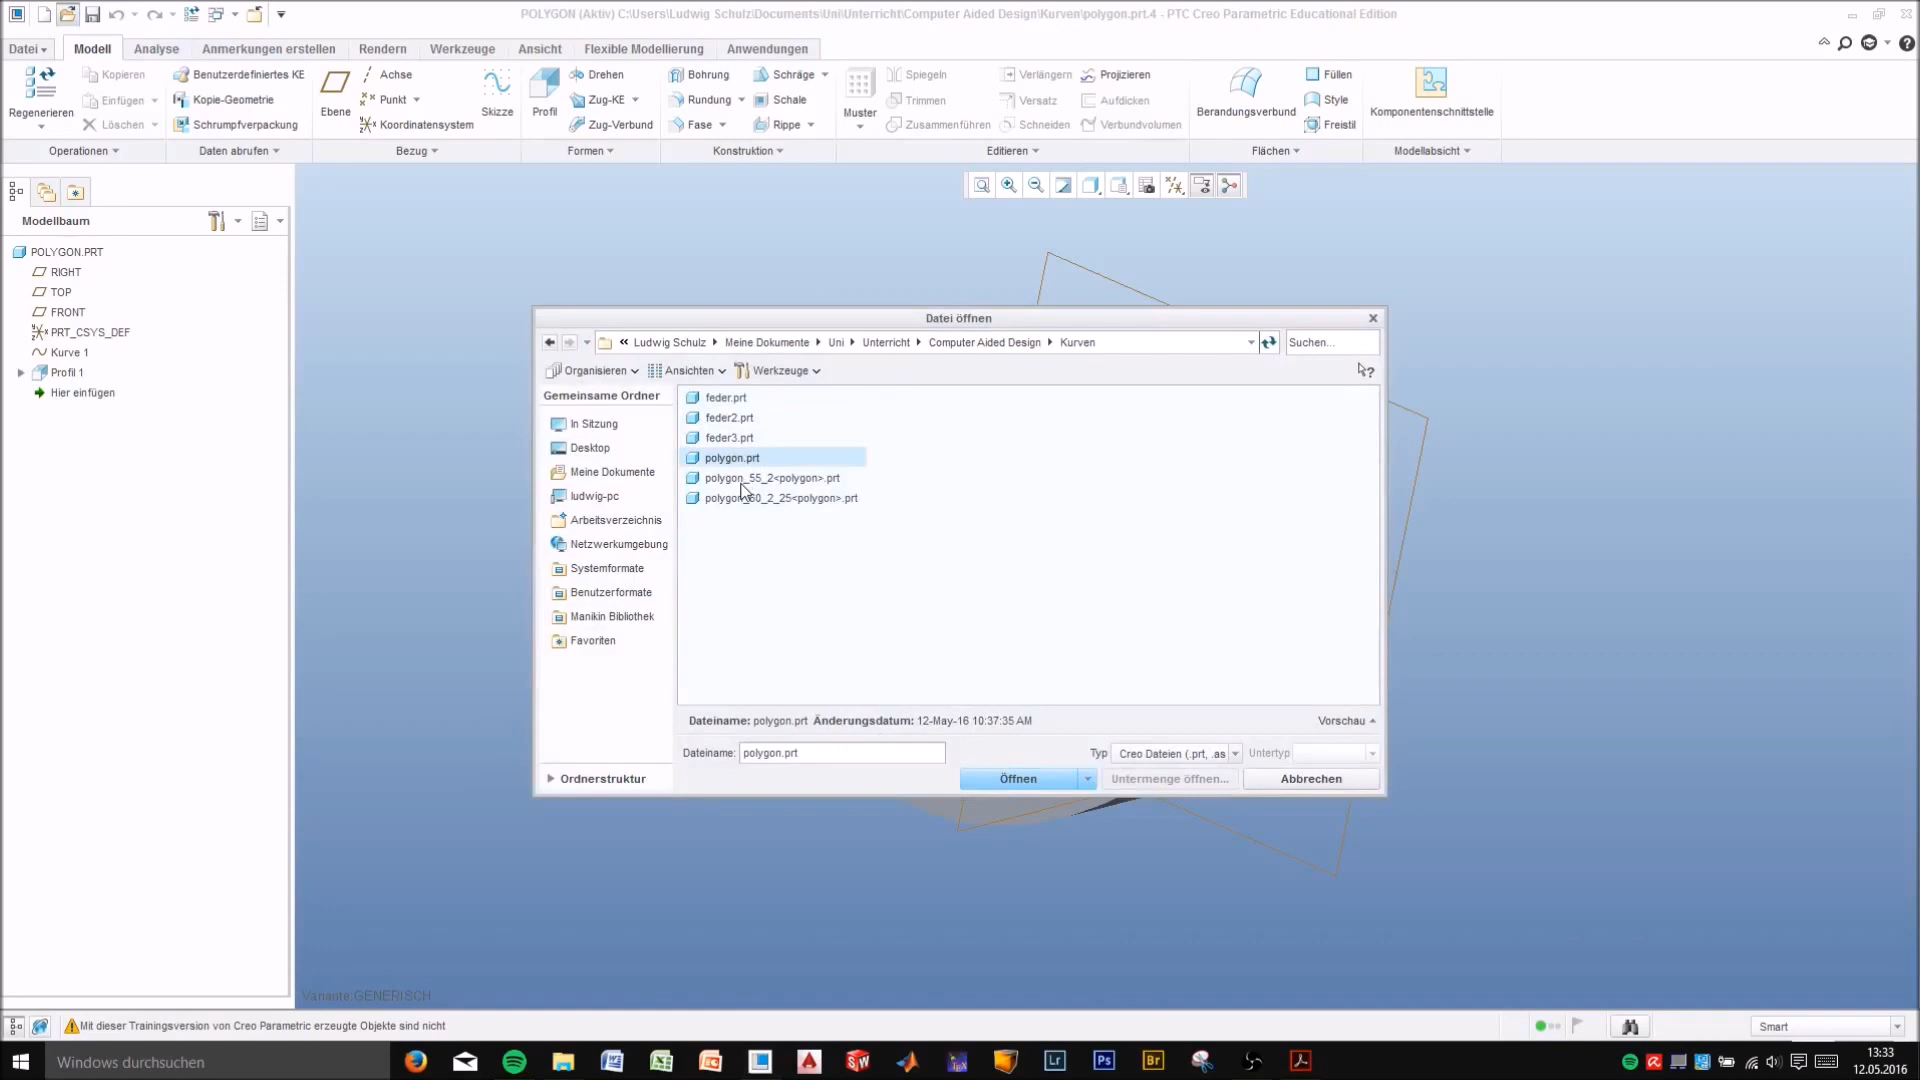 POLYGON (Aktiv) C:\Users\Ludwig Schulz\Documents\Uni\Unterricht\Computer Aided Design\Kurven\polygon.prt.4 - PTC Creo Parametric Educational Edition
Datei Modell Analyse Anmerkungen erstellen Rendern Werkzeuge Ansicht Flexible Modellierung Anwendungen
Kopieren Benutzerdefiniertes KE Achse Drehen Bohrung Schräge Spiegeln Verlängern Projizieren Füllen
Einfügen Kopie-Geometrie Punkt Zug-KE Rundung Schale Trimmen Versatz Aufdicken Style
Regenerieren Ebene Skizze Profil Muster Berandungsverbund Komponentenschnittstelle
Löschen Schrumpfverpackung Koordinatensystem Zug-Verbund Fase Rippe Zusammenführen Schneiden Verbundvolumen Freistil
Operationen Daten abrufen Bezug Formen Konstruktion Editieren Flächen Modellabsicht
Modellbaum
POLYGON.PRT
RIGHT
TOP
FRONT
PRT_CSYS_DEF
Kurve 1
Profil 1
Hier einfügen
Datei öffnen
« Ludwig Schulz Meine Dokumente Uni Unterricht Computer Aided Design Kurven Suchen...
Organisieren Ansichten Werkzeuge
Gemeinsame Ordner
In Sitzung
Desktop
Meine Dokumente
ludwig-pc
Arbeitsverzeichnis
Netzwerkumgebung
Systemformate
Benutzerformate
Manikin Bibliothek
Favoriten
Ordnerstruktur
feder.prt
feder2.prt
feder3.prt
polygon.prt
polygon_55_2<polygon>.prt
polygon_60_2_25<polygon>.prt
Dateiname: polygon.prt Änderungsdatum: 12-May-16 10:37:35 AM Vorschau
Dateiname: polygon.prt Typ Creo Dateien (.prt, .as Untertyp
Öffnen Untermenge öffnen... Abbrechen
Variante:GENERISCH
Mit dieser Trainingsversion von Creo Parametric erzeugte Objekte sind nicht
Smart
Windows durchsuchen
13:33
12.05.2016